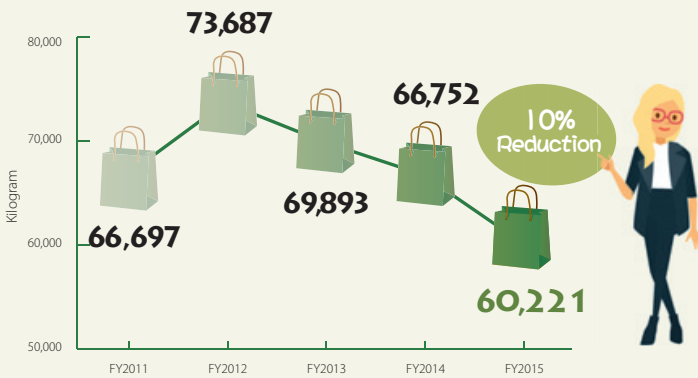 73,687
80,000
66,752
10%
Reduction
70,000
Kilogram
69,893
66,697
60,000
60,221
50,000
FY2011
FY2012
FY2013
FY2014
FY2015